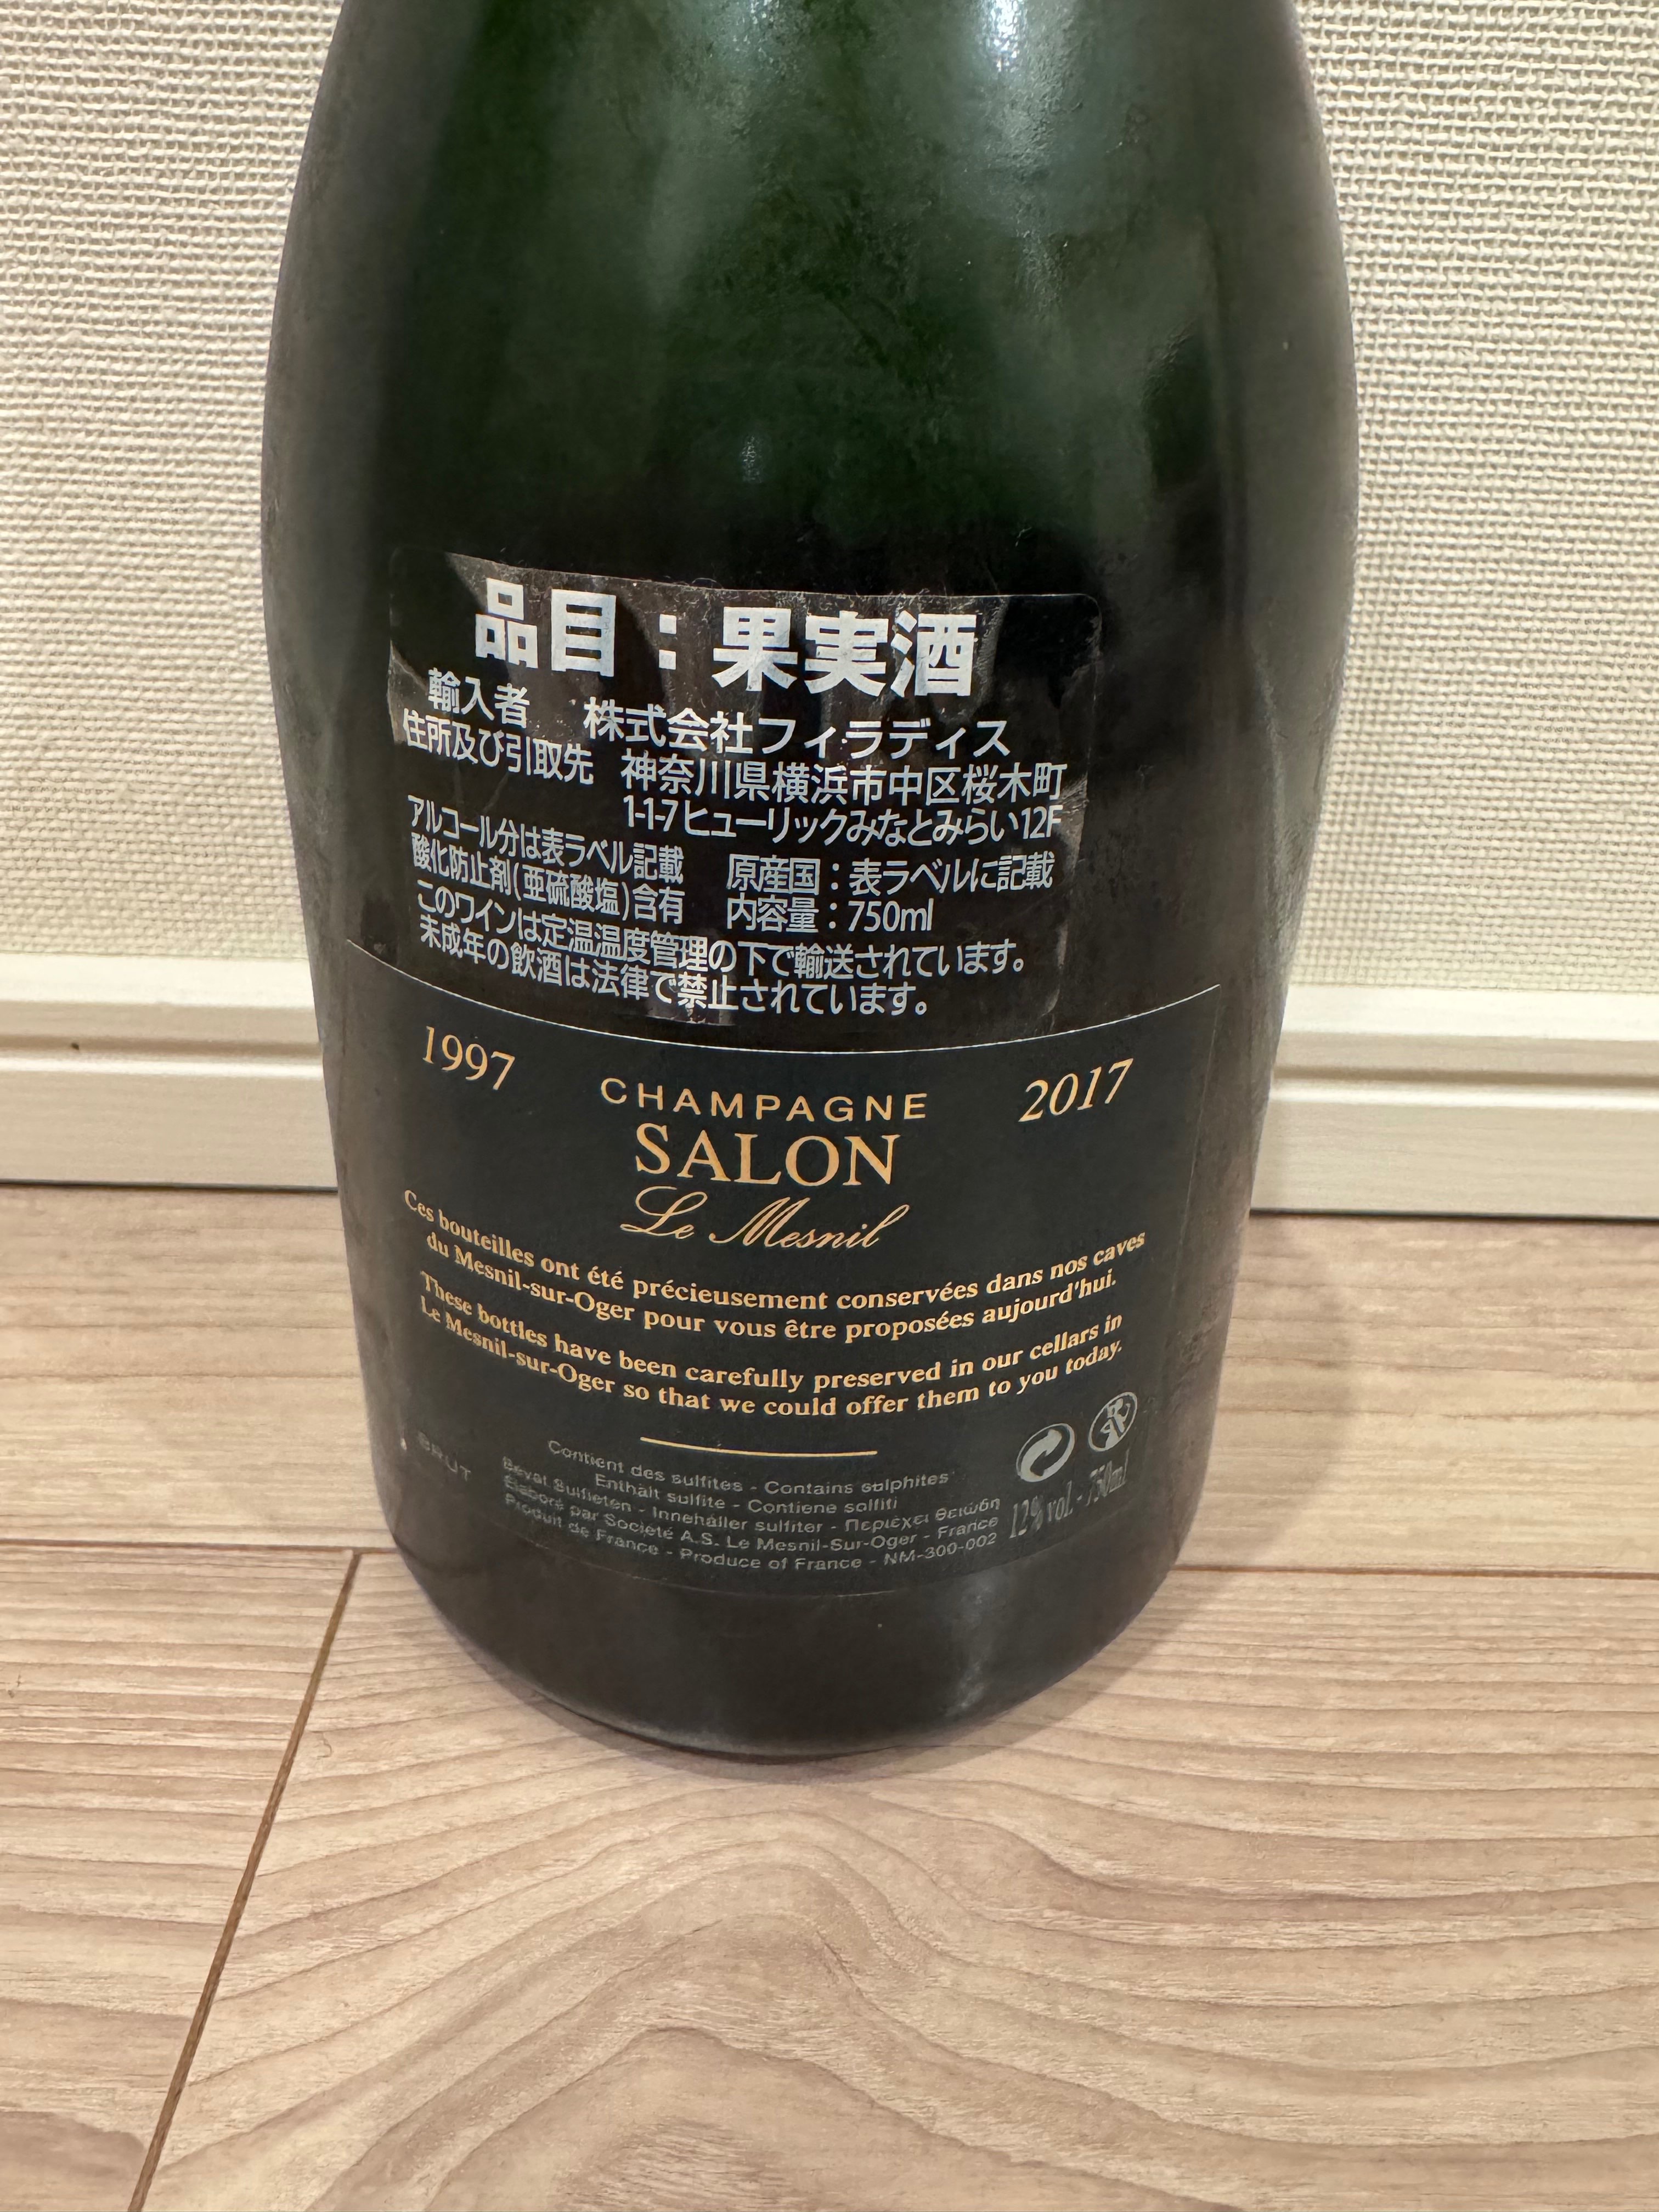 品目：果実酒
輸入者 株式会社フィラディス
住所及び引取先 神奈川県横浜市中区桜木町
1-1-7ヒューリックみなとみらい12F
アルコール分は表ラベル記載 原産国：表ラベルに記載
酸化防止剤(亜硫酸塩)含有 内容量：750ml
このワインは定温温度管理の下で輸送されています。
未成年の飲酒は法律で禁止されています。
1997 CHAMPAGNE 2017
SALON
Le Mesnil
Ces bouteilles ont été précieusement conservées dans nos caves
du Mesnil-sur-Oger pour vous être proposées aujourd'hui.
These bottles have been carefully preserved in our cellars in
Le Mesnil-sur-Oger so that we could offer them to you today.
BRUT
Contient des sulfites - Contains sulphites
Enthält sulfite - Contiene solfiti
Bevat Sulfieten - Innehåller sulfiter - Περιέχει θειώδη
Élaboré par Société A.S. Le Mesnil-Sur-Oger - France
Produit de France - Produce of France - NM-300-002
12% vol. - 750ml